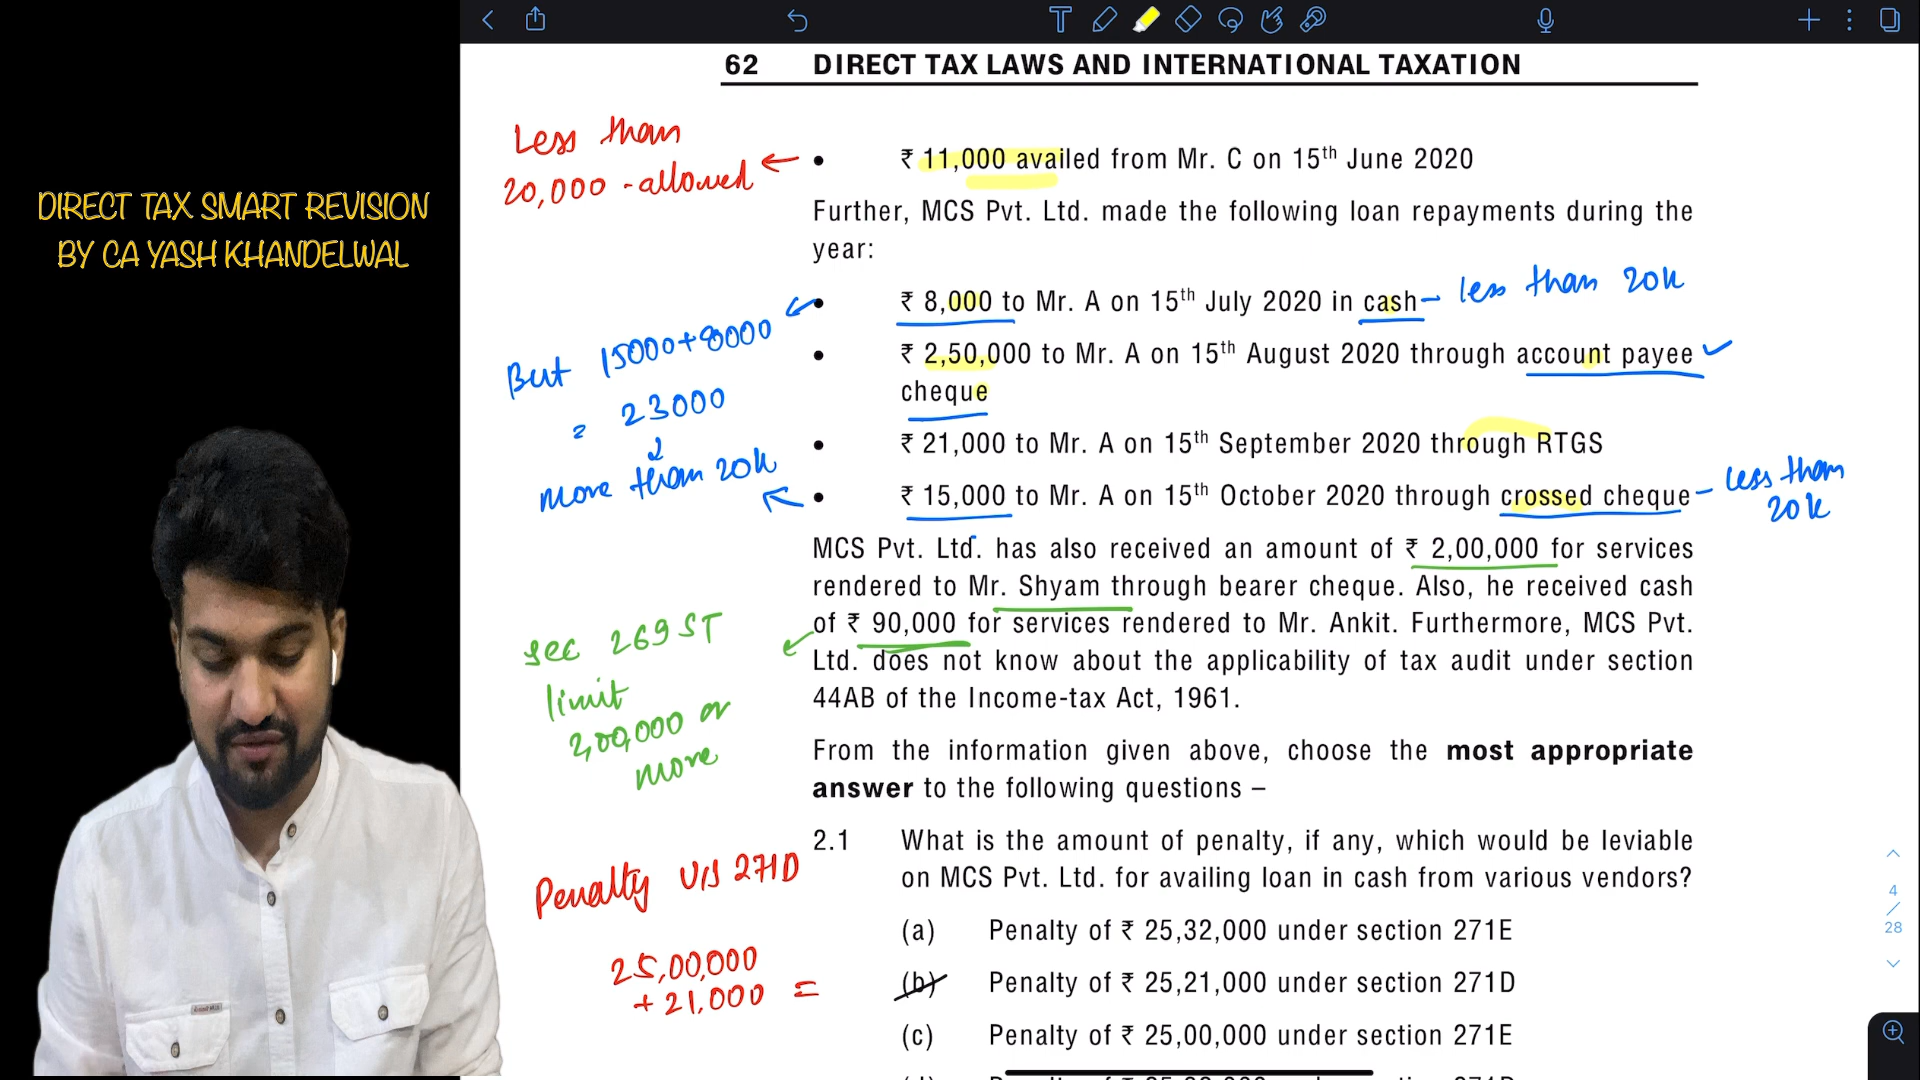 62 DIRECT TAX LAWS AND INTERNATIONAL TAXATION
DIRECT TAX SMART REVISION
BY CA YASH KHANDELWAL
Less than
20,000 - allowed
• ₹ 11,000 availed from Mr. C on 15th June 2020
Further, MCS Pvt. Ltd. made the following loan repayments during the
year:
• ₹ 8,000 to Mr. A on 15th July 2020 in cash - less than 20k
• ₹ 2,50,000 to Mr. A on 15th August 2020 through account payee
cheque
• ₹ 21,000 to Mr. A on 15th September 2020 through RTGS
• ₹ 15,000 to Mr. A on 15th October 2020 through crossed cheque - less than
20k
But 15000+8000
= 23000
more than 20k
MCS Pvt. Ltd. has also received an amount of ₹ 2,00,000 for services
rendered to Mr. Shyam through bearer cheque. Also, he received cash
of ₹ 90,000 for services rendered to Mr. Ankit. Furthermore, MCS Pvt.
Ltd. does not know about the applicability of tax audit under section
44AB of the Income-tax Act, 1961.
sec 269ST
limit
2,00,000 or
more
From the information given above, choose the most appropriate
answer to the following questions –
2.1 What is the amount of penalty, if any, which would be leviable
on MCS Pvt. Ltd. for availing loan in cash from various vendors?
Penalty U/s 271D
25,00,000
+ 21,000 =
(a) Penalty of ₹ 25,32,000 under section 271E
(b) Penalty of ₹ 25,21,000 under section 271D
(c) Penalty of ₹ 25,00,000 under section 271E
4
/
28